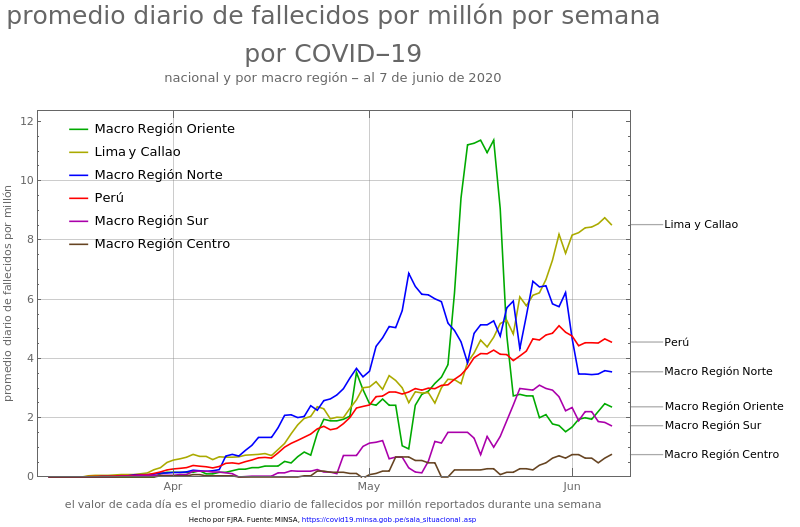 promedio diario de fallecidos por millón por semana
por COVID–19
nacional y por macro región – al 7 de junio de 2020
promedio diario de fallecidos por millón
12
10
8
6
4
2
0
Macro Región Oriente
Lima y Callao
Macro Región Norte
Perú
Macro Región Sur
Macro Región Centro
Lima y Callao
Perú
Macro Región Norte
Macro Región Oriente
Macro Región Sur
Macro Región Centro
Apr
May
Jun
el valor de cada día es el promedio diario de fallecidos por millón reportados durante una semana
Hecho por FJRA. Fuente: MINSA, https://covid19.minsa.gob.pe/sala_situacional.asp